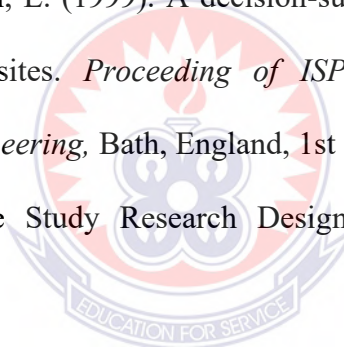 , E. (1999). A decision-su
sites. Proceeding of ISP
eering, Bath, England, 1st
e Study Research Design
EDUCATION FOR SERVICE